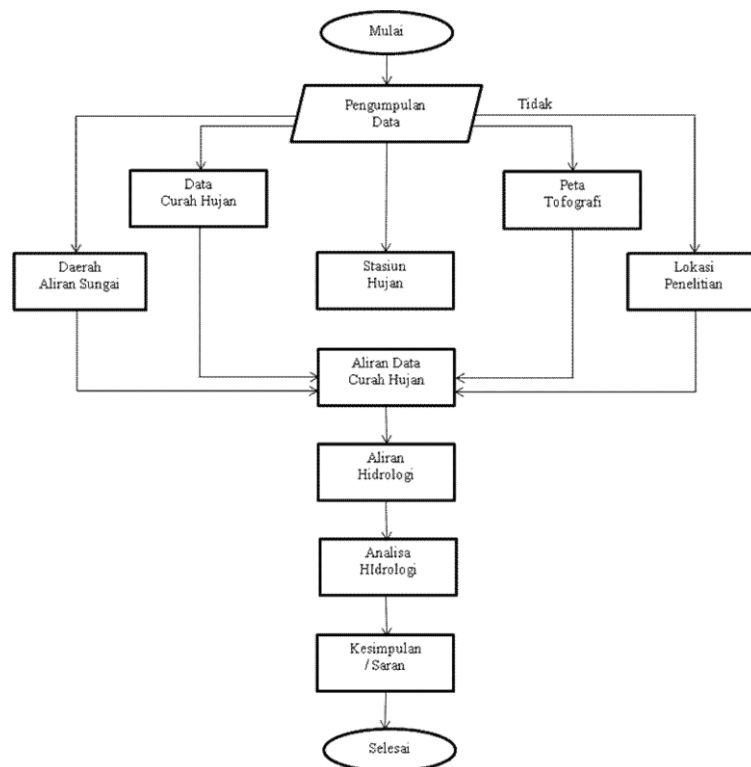 Mulai
Pengumpulan
Data
Tidak
Data
Curah Hujan
Peta
Tofografi
Daerah
Aliran Sungai
Stasiun
Hujan
Lokasi
Penelitian
Aliran Data
Curah Hujan
Aliran
Hidrologi
Analisa
HIdrologi
Kesimpulan
/ Saran
Selesai